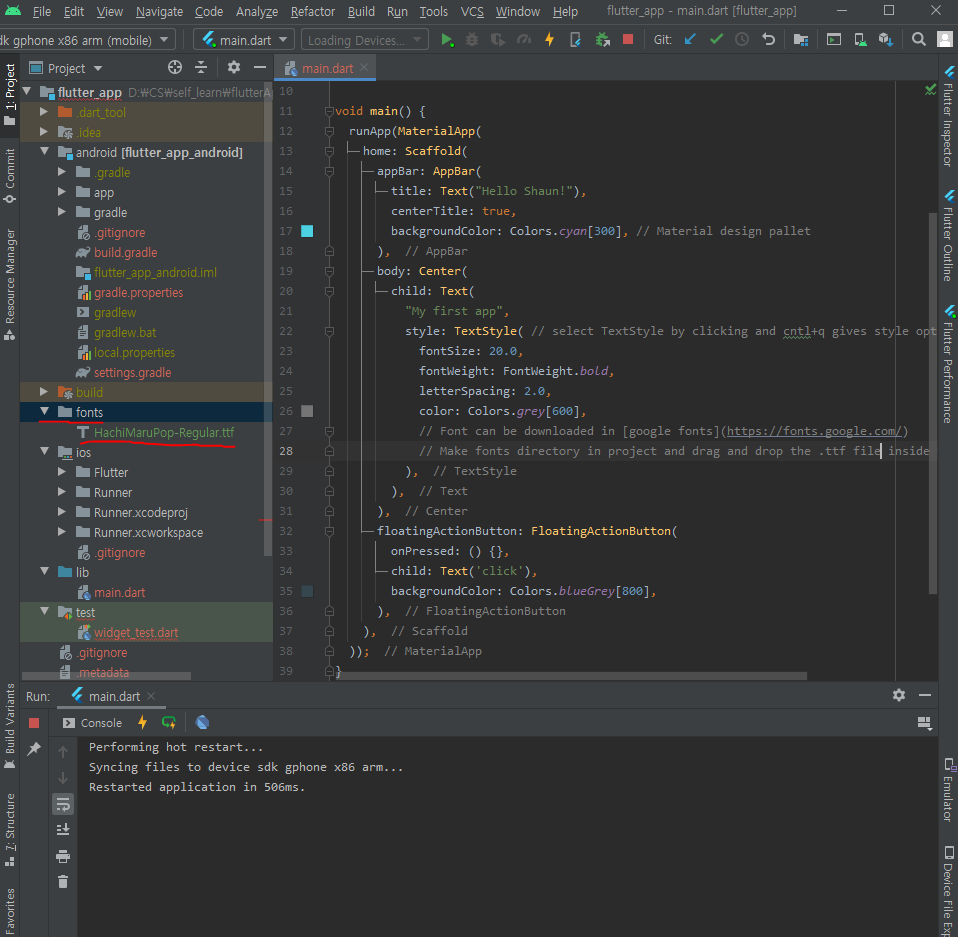 File Edit View Navigate Code Analyze Refactor Build Run Tools VCS Window Help flutter_app - main.dart [flutter_app]
dk gphone x86 arm (mobile) main.dart Loading Devices... Git:
Project main.dart
1: Project
Commit
Resource Manager
Build Variants
7: Structure
Favorites
flutter_app D:₩CS₩self_learn₩flutterA
.dart_tool
.idea
android [flutter_app_android]
.gradle
app
gradle
.gitignore
build.gradle
flutter_app_android.iml
gradle.properties
gradlew
gradlew.bat
local.properties
settings.gradle
build
fonts
HachiMaruPop-Regular.ttf
ios
Flutter
Runner
Runner.xcodeproj
Runner.xcworkspace
.gitignore
lib
main.dart
test
widget_test.dart
.gitignore
.metadata
10
11 void main() {
12 runApp(MaterialApp(
13 home: Scaffold(
14 appBar: AppBar(
15 title: Text("Hello Shaun!"),
16 centerTitle: true,
17 backgroundColor: Colors.cyan[300], // Material design pallet
18 ), // AppBar
19 body: Center(
20 child: Text(
21 "My first app",
22 style: TextStyle( // select TextStyle by clicking and cntl+q gives style opt
23 fontSize: 20.0,
24 fontWeight: FontWeight.bold,
25 letterSpacing: 2.0,
26 color: Colors.grey[600],
27 // Font can be downloaded in [google fonts](https://fonts.google.com/)
28 // Make fonts directory in project and drag and drop the .ttf file inside
29 ), // TextStyle
30 ), // Text
31 ), // Center
32 floatingActionButton: FloatingActionButton(
33 onPressed: () {},
34 child: Text('click'),
35 backgroundColor: Colors.blueGrey[800],
36 ), // FloatingActionButton
37 ), // Scaffold
38 )); // MaterialApp
39 }
Flutter Inspector
Flutter Outline
Flutter Performance
Emulator
Device File Exp
Run: main.dart
Console
Performing hot restart...
Syncing files to device sdk gphone x86 arm...
Restarted application in 506ms.